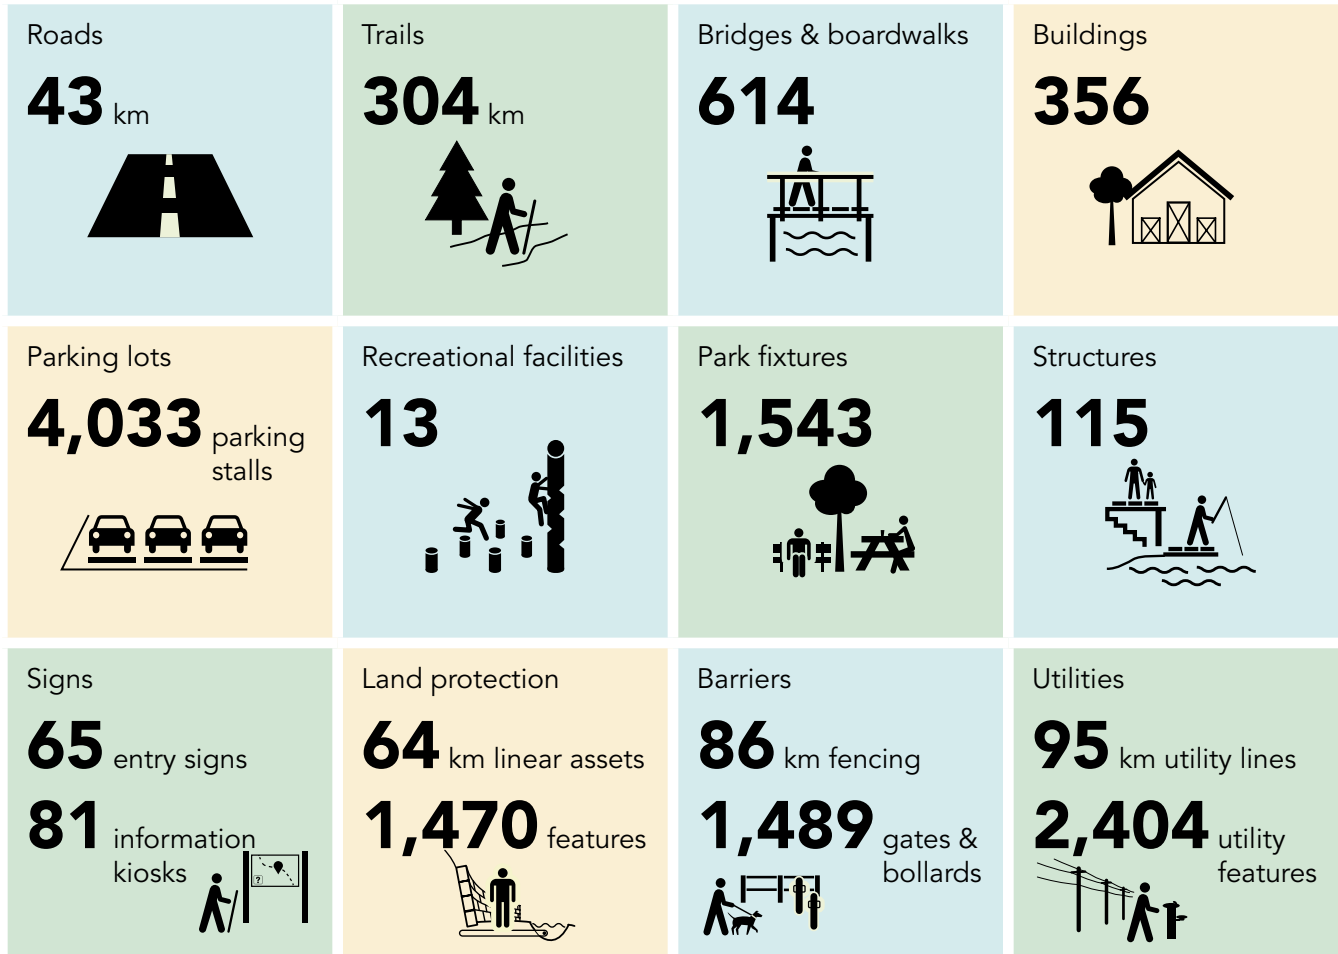 Roads
43 km
Trails
304 km
Bridges & boardwalks
614
Buildings
356
Parking lots
4,033 parking
stalls
Recreational facilities
13
Park fixtures
1,543
Structures
115
Signs
65 entry signs
81 information
kiosks
?
Land protection
64 km linear assets
1,470 features
Barriers
86 km fencing
1,489 gates &
bollards
Utilities
95 km utility lines
2,404 utility
features